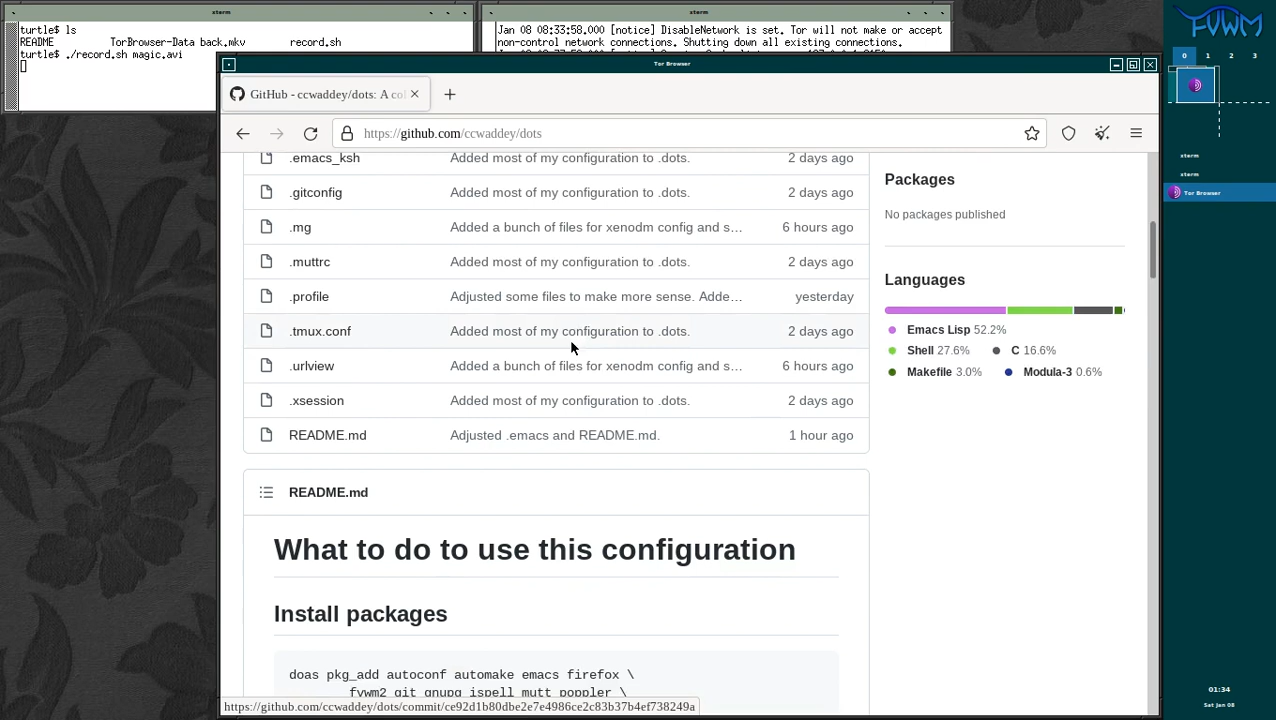 xterm
turtle$ ls
README TorBrowser-Data back.mkv record.sh
turtle$ ./record.sh magic.avi
xterm
Jan 08 08:33:58.000 [notice] DisableNetwork is set. Tor will not make or accept
non-control network connections. Shutting down all existing connections.
Tor Browser
GitHub - ccwaddey/dots: A col
https://github.com/ccwaddey/dots
.emacs_ksh Added most of my configuration to .dots. 2 days ago
.gitconfig Added most of my configuration to .dots. 2 days ago
.mg Added a bunch of files for xenodm config and s… 6 hours ago
.muttrc Added most of my configuration to .dots. 2 days ago
.profile Adjusted some files to make more sense. Adde… yesterday
.tmux.conf Added most of my configuration to .dots. 2 days ago
.urlview Added a bunch of files for xenodm config and s… 6 hours ago
.xsession Added most of my configuration to .dots. 2 days ago
README.md Adjusted .emacs and README.md. 1 hour ago
README.md
What to do to use this configuration
Install packages
doas pkg_add autoconf automake emacs firefox \
fvwm2 git gnupg ispell mutt poppler \
https://github.com/ccwaddey/dots/commit/ce92d1b80dbe2e7e4986ce2c83b37b4ef738249a
Packages
No packages published
Languages
Emacs Lisp 52.2%
Shell 27.6% C 16.6%
Makefile 3.0% Modula-3 0.6%
FVWM
0 1 2 3
xterm
xterm
Tor Browser
01:34
Sat Jan 08